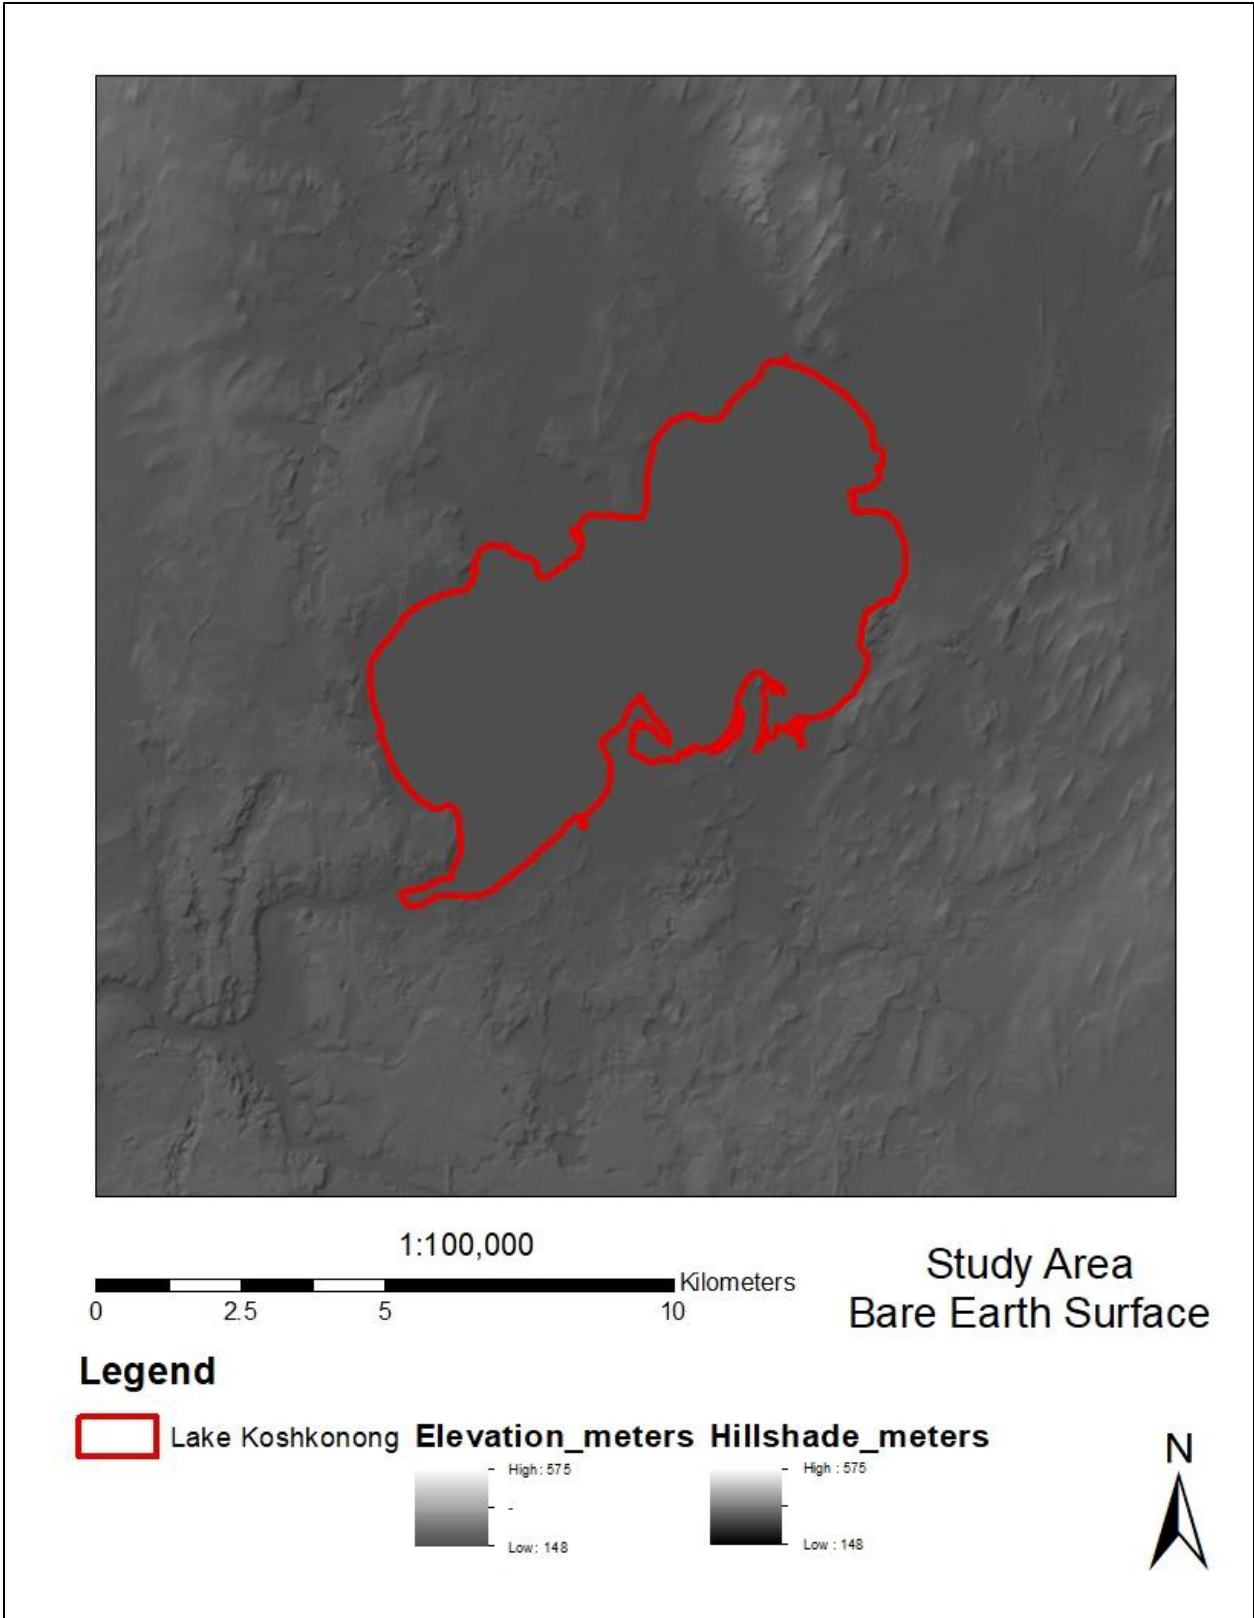 1:100,000
Kilometers
0 2.5 5 10
Study Area
Bare Earth Surface
Legend
Lake Koshkonong
Elevation_meters
High: 575
-
Low: 148
Hillshade_meters
High : 575
Low : 148
N